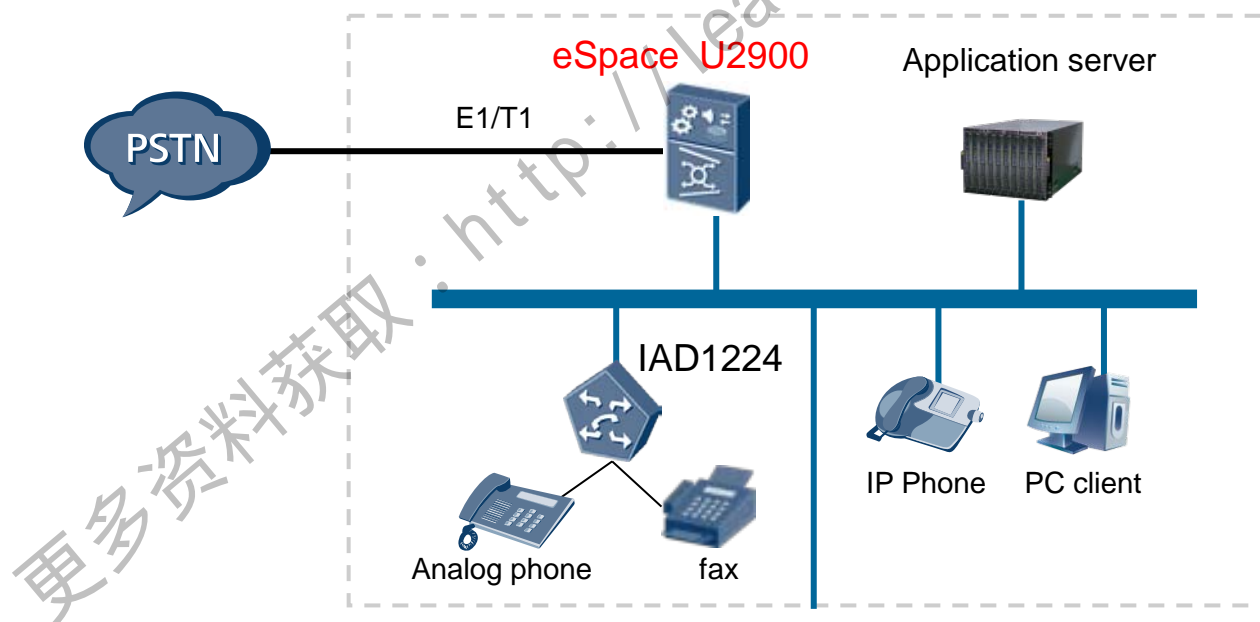 eSpace U2900
Application server
E1/T1
PSTN
IAD1224
IP Phone
PC client
Analog phone
fax
更多资料获取：http://lea